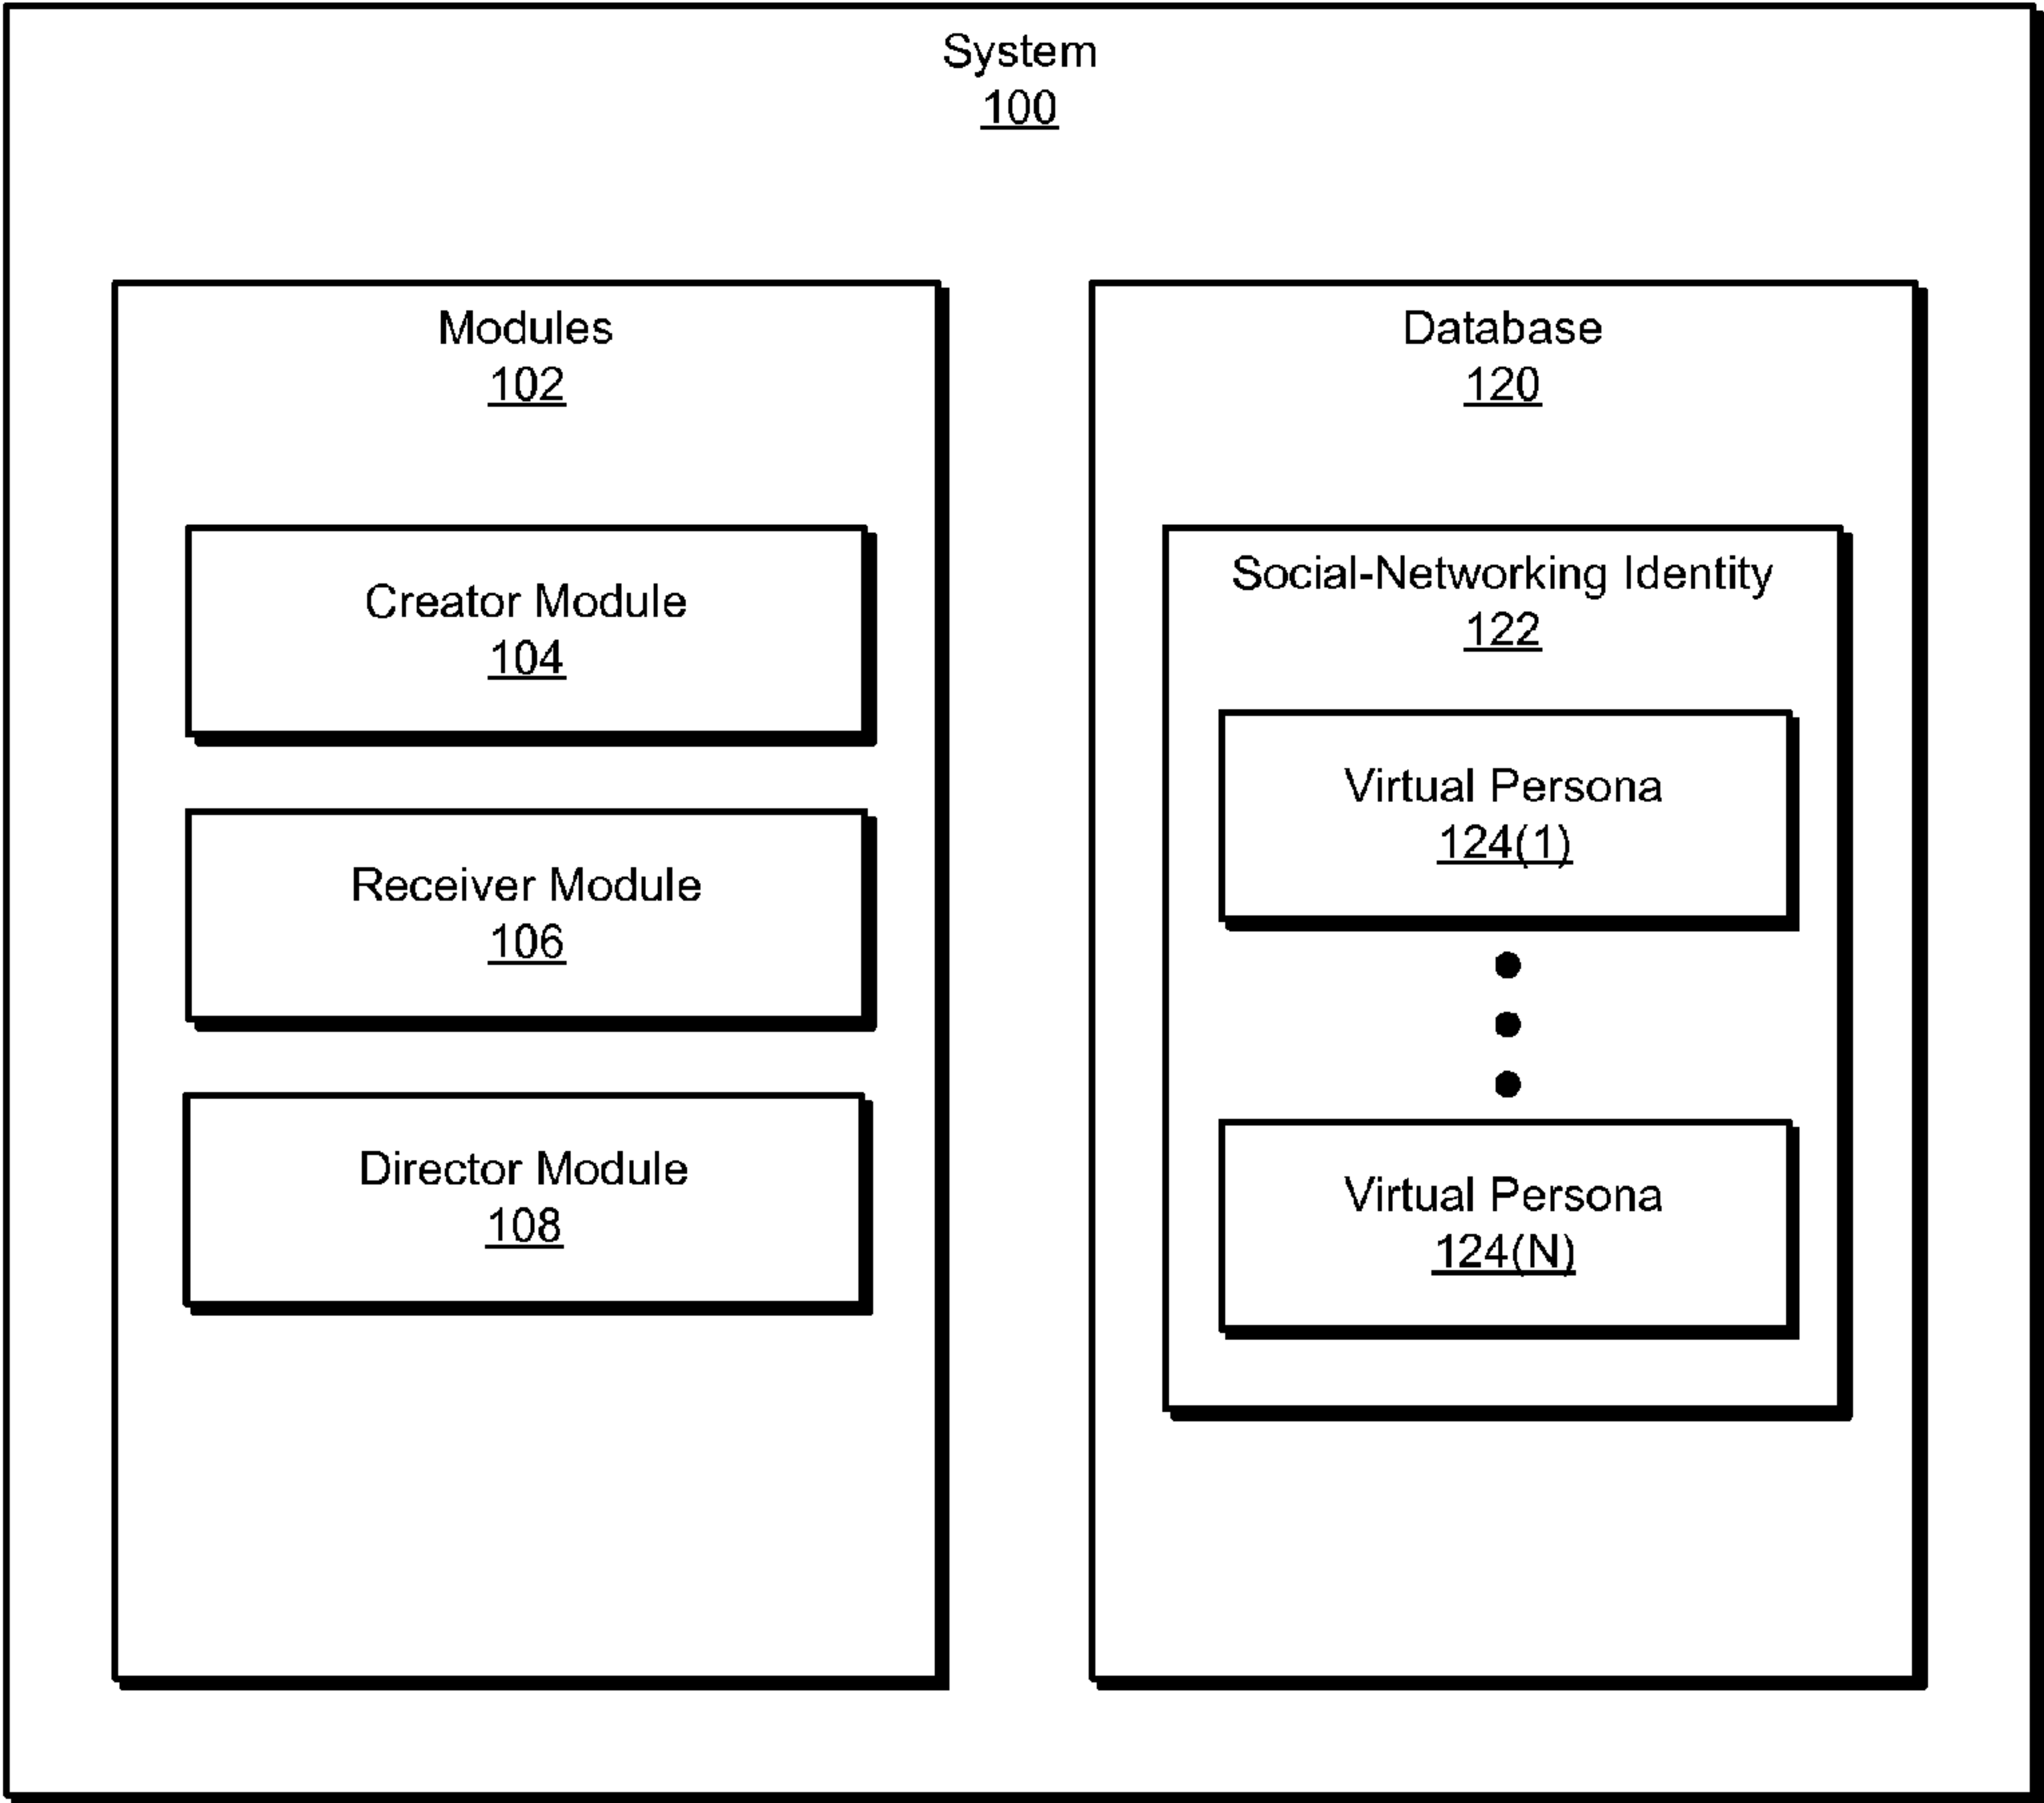 System
100
Modules
102
Creator Module
104
Receiver Module
106
Director Module
108
Database
120
Social-Networking Identity
122
Virtual Persona
124(1)
Virtual Persona
124(N)